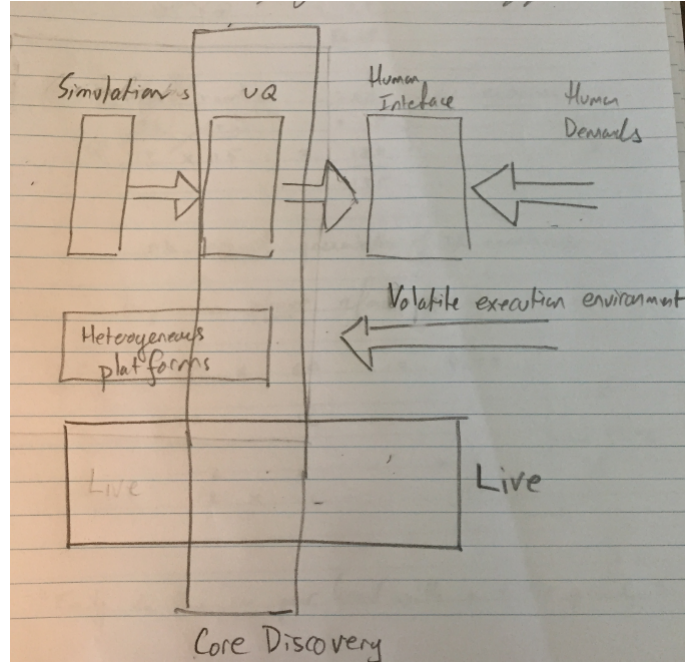 Simulations
UQ
Human
Interface
Human
Demands
Volatile execution environment
Heterogeneous
platforms
Live
Live
Core Discovery